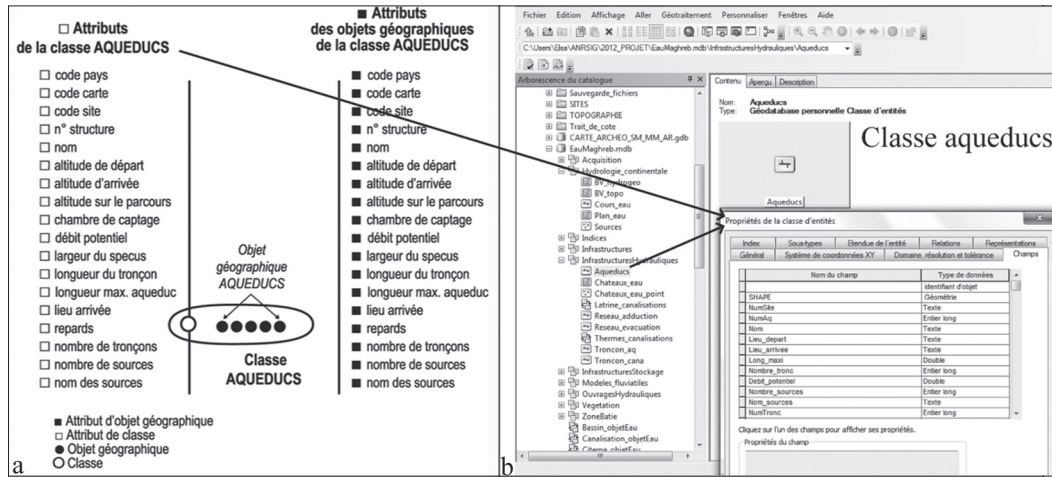 □ Attributs
de la classe AQUEDUCS
□ code pays
□ code carte
□ code site
□ n° structure
□ nom
□ altitude de départ
□ altitude d'arrivée
□ altitude sur le parcours
□ chambre de captage
□ débit potentiel
□ largeur du specus
□ longueur du tronçon
□ longueur max. aqueduc
□ lieu arrivée
□ repards
□ nombre de tronçons
□ nombre de sources
□ nom des sources
■ Attributs
des objets géographiques
de la classe AQUEDUCS
■ code pays
■ code carte
■ code site
■ n° structure
■ nom
■ altitude de départ
■ altitude d'arrivée
■ altitude sur le parcours
■ chambre de captage
■ débit potentiel
■ largeur du specus
■ longueur du tronçon
■ longueur max. aqueduc
■ lieu arrivée
■ repards
■ nombre de tronçons
■ nombre de sources
■ nom des sources
Objet
géographique
AQUEDUCS
Classe
AQUEDUCS
■ Attribut d'objet géographique
□ Attribut de classe
● Objet géographique
○ Classe
a
Fichier Edition Affichage Aller Géotraitement Personnaliser Fenêtres Aide
C:\Users\Elsa\ANRSIG\2012_PROJET\EauMaghreb.mdb\InfrastructuresHydrauliques\Aqueducs
Arborescence du catalogue
Sauvegarde_fichiers
SITES
TOPOGRAPHIE
Trait_de_cote
CARTE_ARCHEO_SM_MM_AR.gdb
EauMaghreb.mdb
Acquisition
Hydrologie_continentale
BV_hydrogeo
BV_topo
Cours_eau
Plan_eau
Sources
Indices
Infrastructures
InfrastructuresHydrauliques
Aqueducs
Chateaux_eau
Chateaux_eau_point
Latrine_canalisations
Reseau_adduction
Reseau_evacuation
Thermes_canalisations
Troncon_aq
Troncon_cana
InfrastructuresStockage
Modeles_fluviatiles
OuvragesHydrauliques
Vegetation
ZoneBatie
Bassin_objetEau
Canalisation_objetEau
Citerne_objetEau
Contenu Aperçu Description
Nom: Aqueducs
Type: Géodatabase personnelle Classe d'entités
Classe aqueducs
Aqueducs
Propriétés de la classe d'entités
Index Sous-types Etendue de l'entité Relations Représentations
Général Système de coordonnées XY Domaine, résolution et tolérance Champs
Nom du champ Type de données
Identifiant d'objet
SHAPE Géométrie
NumSite Texte
NumAq Entier long
Nom Texte
Lieu_depart Texte
Lieu_arrivee Texte
Long_maxi Double
Nombre_tronc Entier long
Debit_potentiel Double
Nombre_sources Entier long
Nom_sources Texte
NumTronc Entier long
Cliquez sur l'un des champs pour afficher ses propriétés.
Propriétés du champ
b